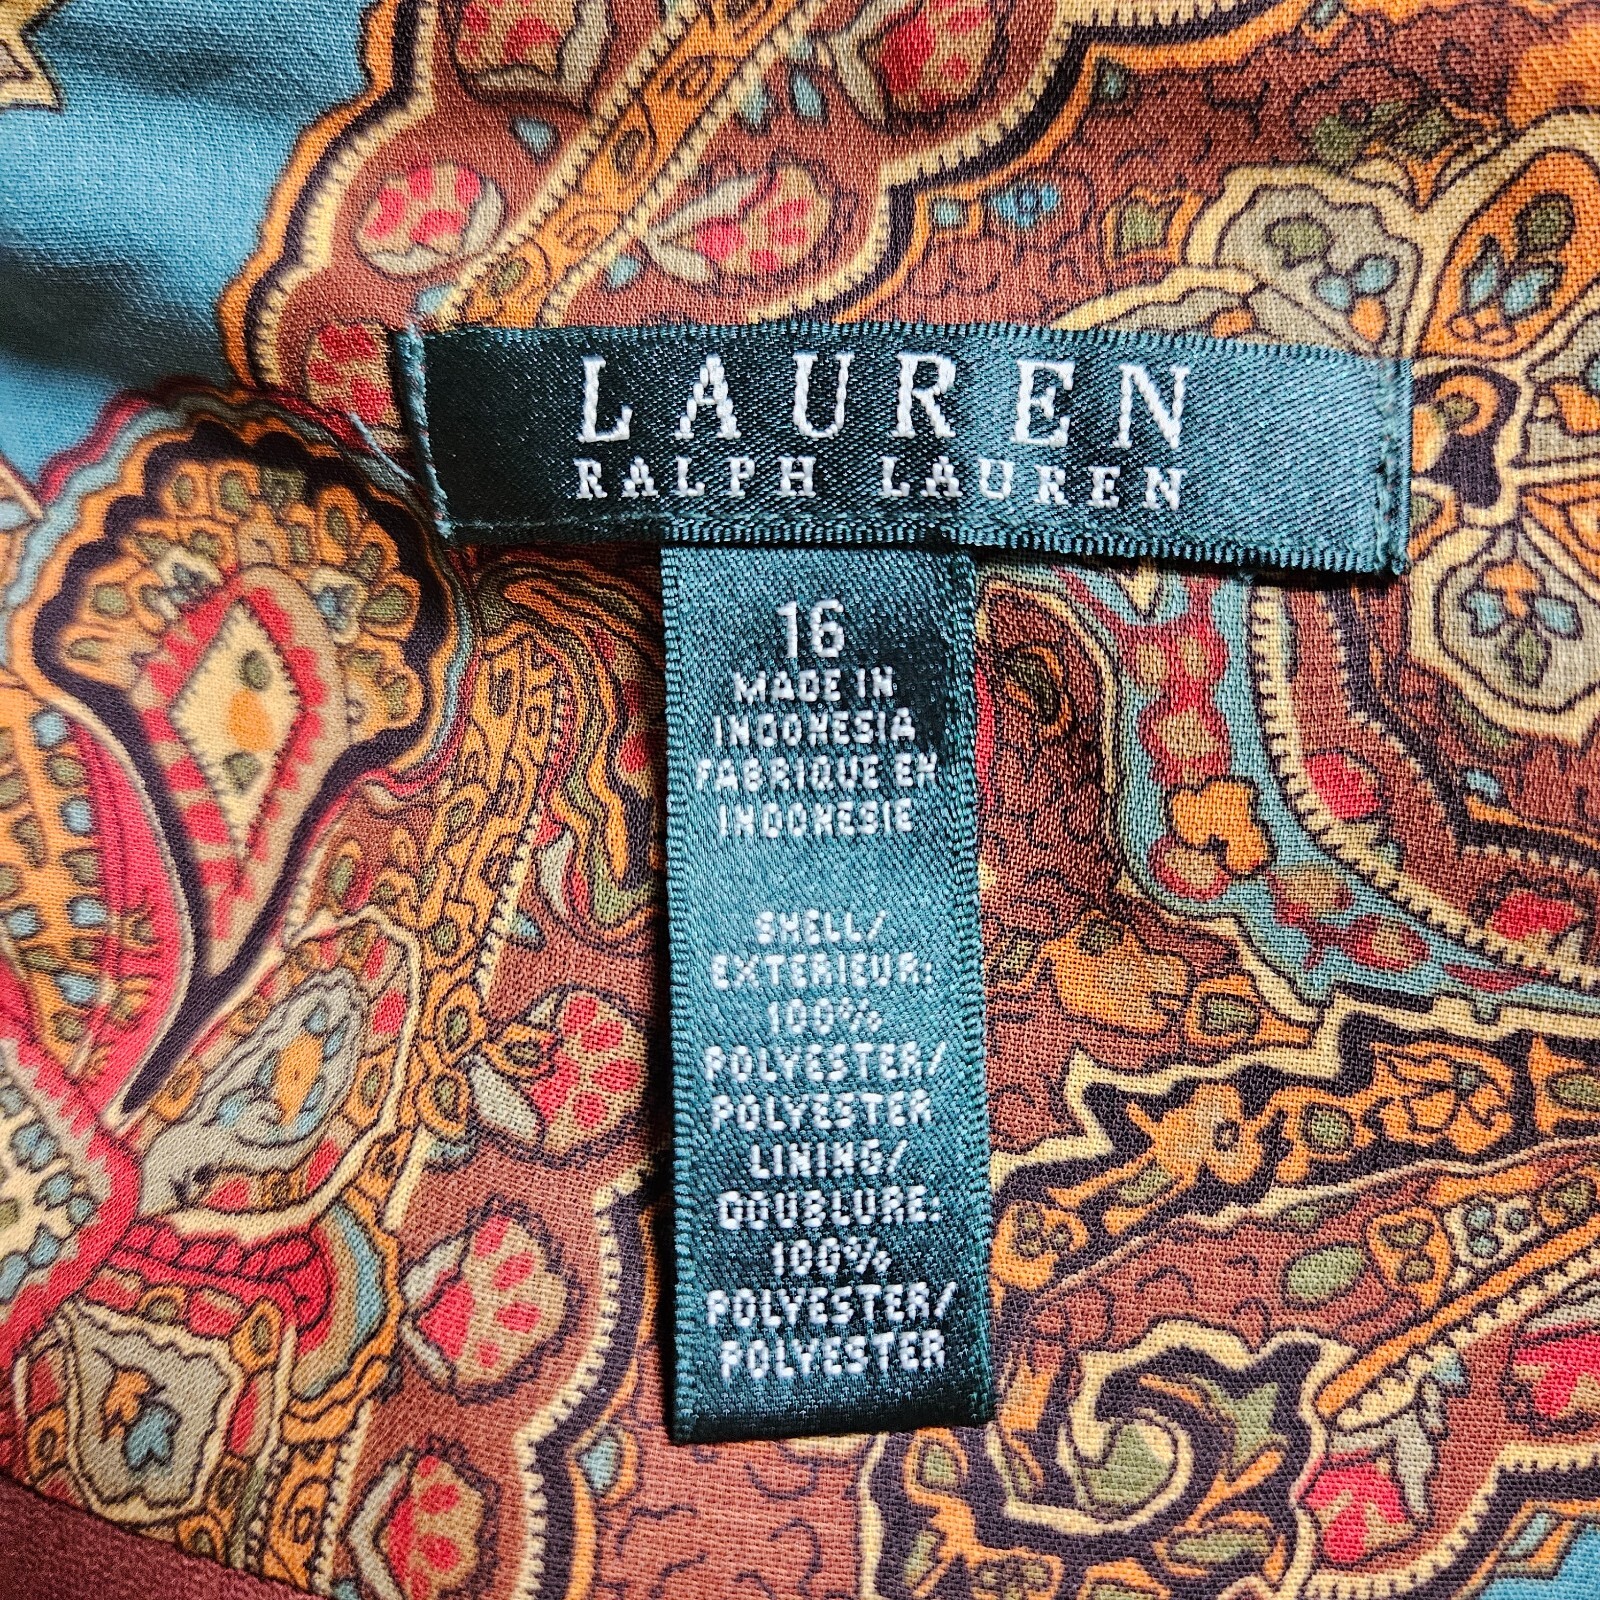 LAUREN
RALPH LAUREN
16
MADE IN
INDONESIA
FABRIQUE EN
INDONESIE
SHELL/
EXTERIEUR:
100%
POLYESTER/
POLYESTER
LINING/
DOUBLURE:
100%
POLYESTER/
POLYESTER